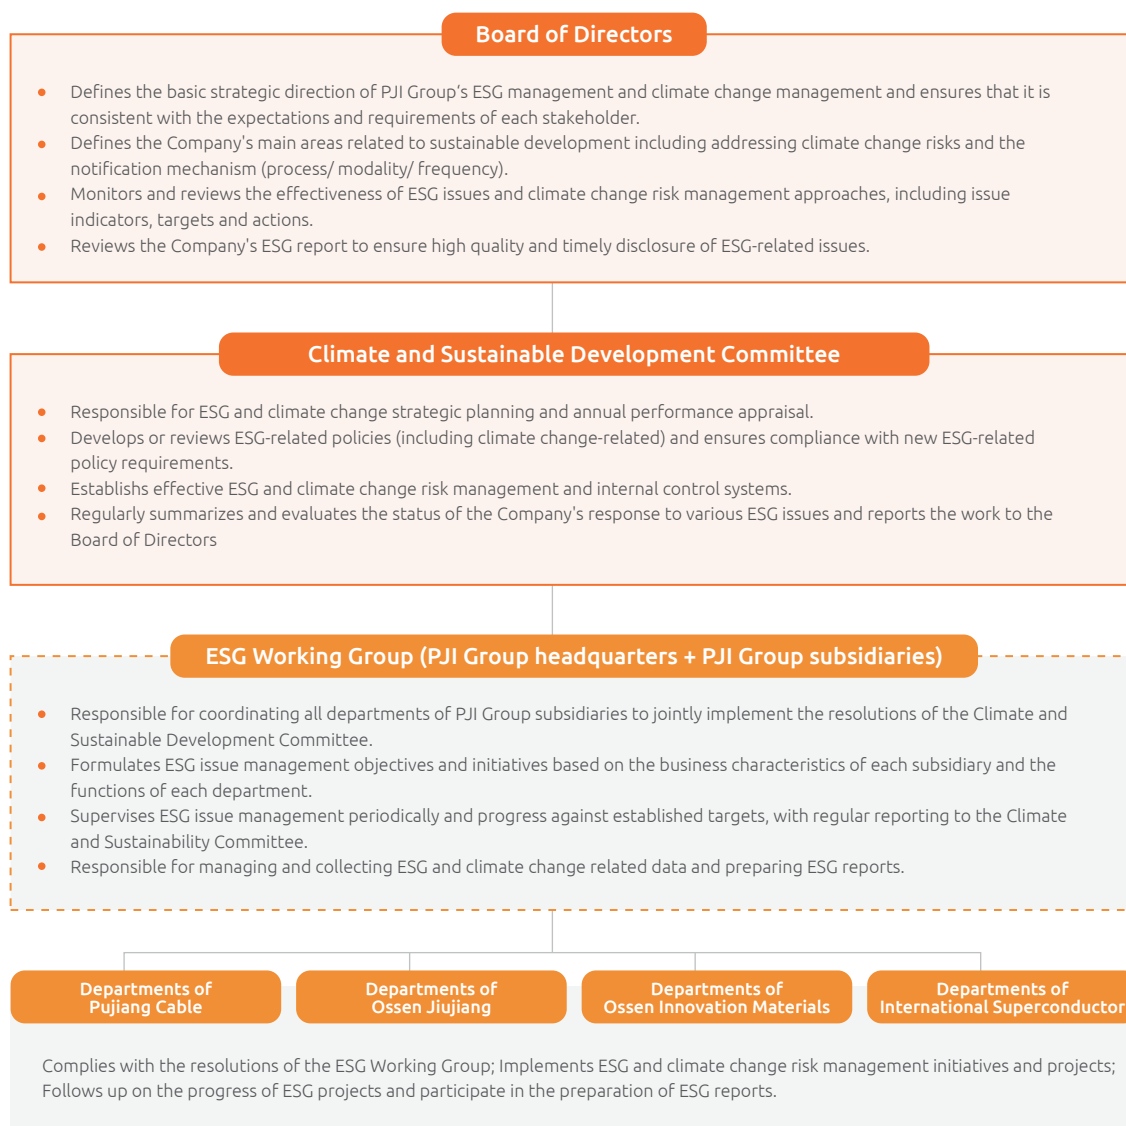 Board of Directors
Defines the basic strategic direction of PJI Group's ESG management and climate change management and ensures that it is
consistent with the expectations and requirements of each stakeholder.
Defines the Company's main areas related to sustainable development including addressing climate change risks and the
notification mechanism (process/ modality/ frequency).
Monitors and reviews the effectiveness of ESG issues and climate change risk management approaches, including issue
indicators, targets and actions.
Reviews the Company's ESG report to ensure high quality and timely disclosure of ESG-related issues.
Climate and Sustainable Development Committee
Responsible for ESG and climate change strategic planning and annual performance appraisal.
Develops or reviews ESG-related policies (including climate change-related) and ensures compliance with new ESG-related
policy requirements.
Establishs effective ESG and climate change risk management and internal control systems.
Regularly summarizes and evaluates the status of the Company's response to various ESG issues and reports the work to the
Board of Directors
ESG Working Group (PJI Group headquarters + PJI Group subsidiaries)
Responsible for coordinating all departments of PJI Group subsidiaries to jointly implement the resolutions of the Climate and
Sustainable Development Committee.
Formulates ESG issue management objectives and initiatives based on the business characteristics of each subsidiary and the
functions of each department.
Supervises ESG issue management periodically and progress against established targets, with regular reporting to the Climate
and Sustainability Committee.
Responsible for managing and collecting ESG and climate change related data and preparing ESG reports.
Departments of
Pujiang Cable
Departments of
Ossen Jiujiang
Departments of
Ossen Innovation Materials
Departments of
International Superconductor
Complies with the resolutions of the ESG Working Group; Implements ESG and climate change risk management initiatives and projects;
Follows up on the progress of ESG projects and participate in the preparation of ESG reports.